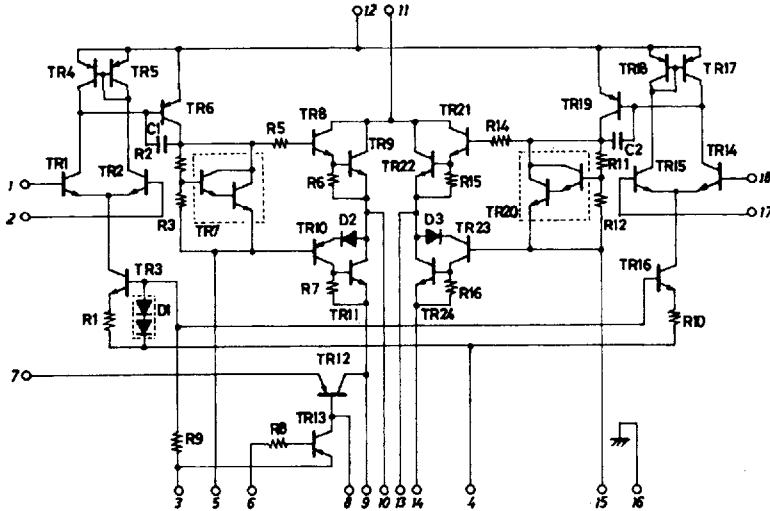 12 11
TR4 TR5 TR18 TR17
TR6 TR8 TR21 TR19
C1 R5 R14 C2
R2 TR9 R11
TR1 TR2 TR22 TR15 TR14
1 R6 R15 18
2 R3 TR20 R12 17
TR7 TR10 D2 D3 TR23
TR3 TR16
D1 R7 R16
R1 TR11 TR24 R10
TR12
7
TR13
R9 R8
3 5 6 8 9 10 13 14 4 15 16